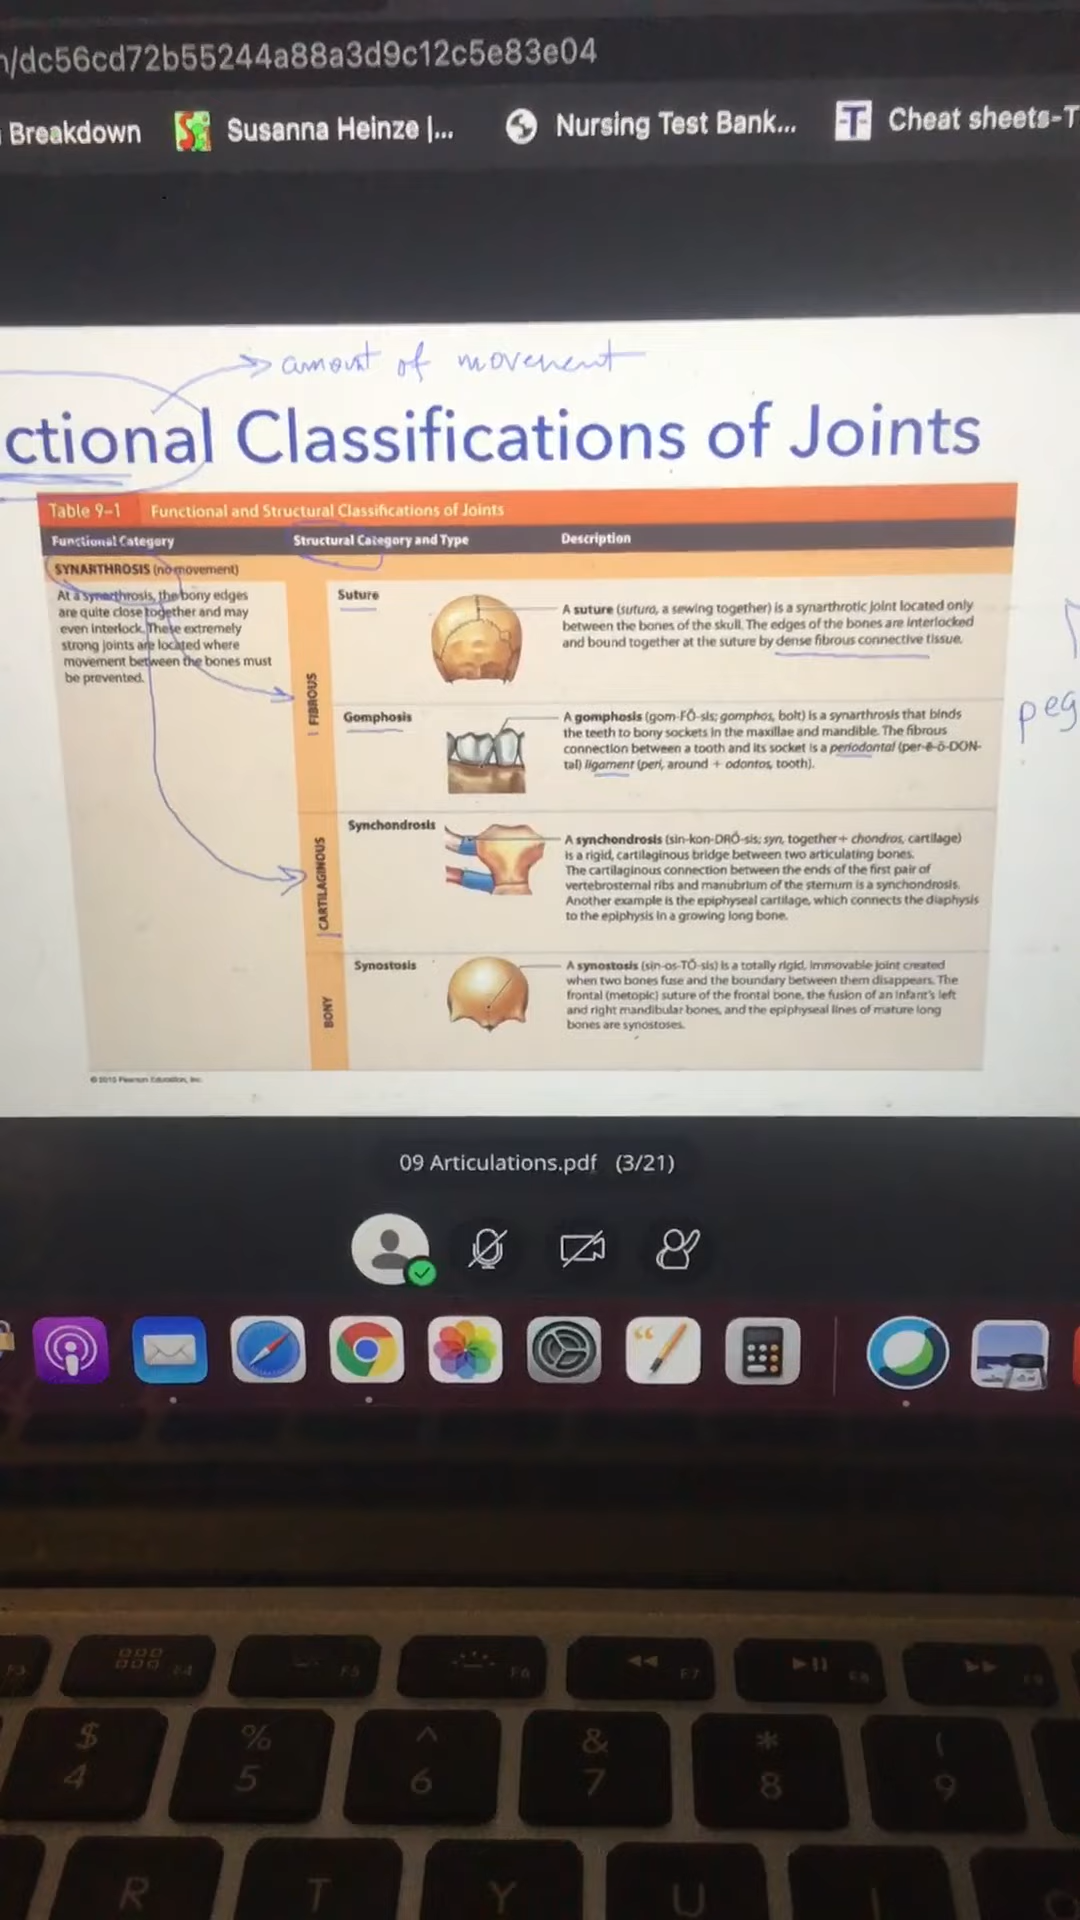 /dc56cd72b55244a88a3d9c12c5e83e04
Breakdown Susanna Heinze |... Nursing Test Bank... Cheat sheets-T
amount of movement
ctional Classifications of Joints
Table 9-1 Functional and Structural Classifications of Joints
Functional Category Structural Category and Type Description
SYNARTHROSIS (no movement)
At a synarthrosis, the bony edges
are quite close together and may
even interlock. These extremely
strong joints are located where
movement between the bones must
be prevented.
FIBROUS
Suture
A suture (sutura, a sewing together) is a synarthrotic joint located only
between the bones of the skull. The edges of the bones are interlocked
and bound together at the suture by dense fibrous connective tissue.
Gomphosis
A gomphosis (gom-FŌ-sis; gomphos, bolt) is a synarthrosis that binds
the teeth to bony sockets in the maxillae and mandible. The fibrous
connection between a tooth and its socket is a periodontal (per-ē-ō-DON-
tal) ligament (peri, around + odontos, tooth).
peg
CARTILAGINOUS
Synchondrosis
A synchondrosis (sin-kon-DRŌ-sis; syn, together + chondros, cartilage)
is a rigid, cartilaginous bridge between two articulating bones.
The cartilaginous connection between the ends of the first pair of
vertebrosternal ribs and manubrium of the sternum is a synchondrosis.
Another example is the epiphyseal cartilage, which connects the diaphysis
to the epiphysis in a growing long bone.
BONY
Synostosis
A synostosis (sin-os-TŌ-sis) is a totally rigid, immovable joint created
when two bones fuse and the boundary between them disappears. The
frontal (metopic) suture of the frontal bone, the fusion of an infant's left
and right mandibular bones, and the epiphyseal lines of mature long
bones are synostoses.
© 2015 Pearson Education, Inc.
09 Articulations.pdf (3/21)
F3 F4 F5 F6 F7 F8 F9
$ % ^ & * (
4 5 6 7 8 9
R T Y U I